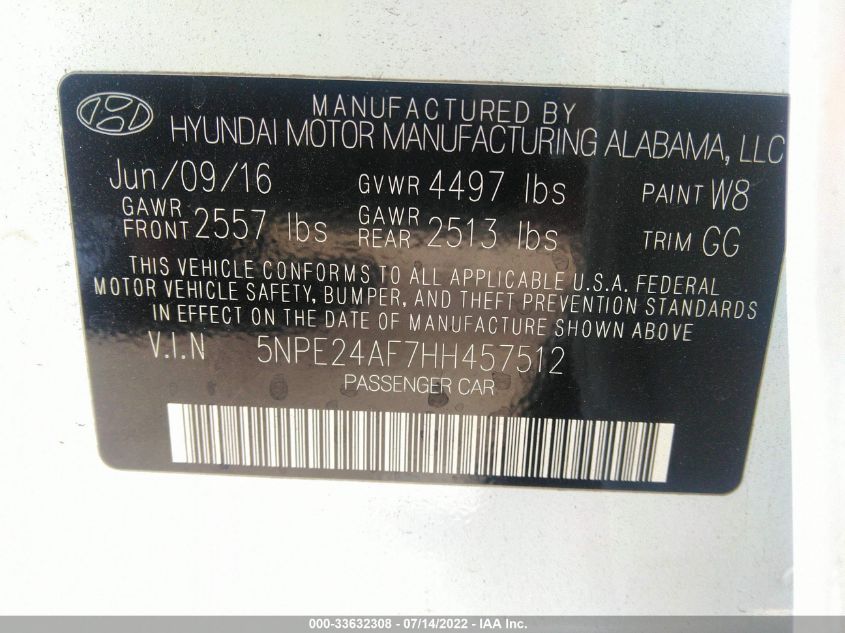 MANUFACTURED BY
HYUNDAI MOTOR MANUFACTURING ALABAMA, LLC
Jun/09/16 GVWR 4497 lbs PAINT W8
GAWR FRONT 2557 lbs GAWR REAR 2513 lbs TRIM GG
THIS VEHICLE CONFORMS TO ALL APPLICABLE U.S.A. FEDERAL
MOTOR VEHICLE SAFETY, BUMPER, AND THEFT PREVENTION STANDARDS
IN EFFECT ON THE DATE OF MANUFACTURE SHOWN ABOVE.
V.I.N 5NPE24AF7HH457512
PASSENGER CAR
000-33632308 - 07/14/2022 - IAA Inc.